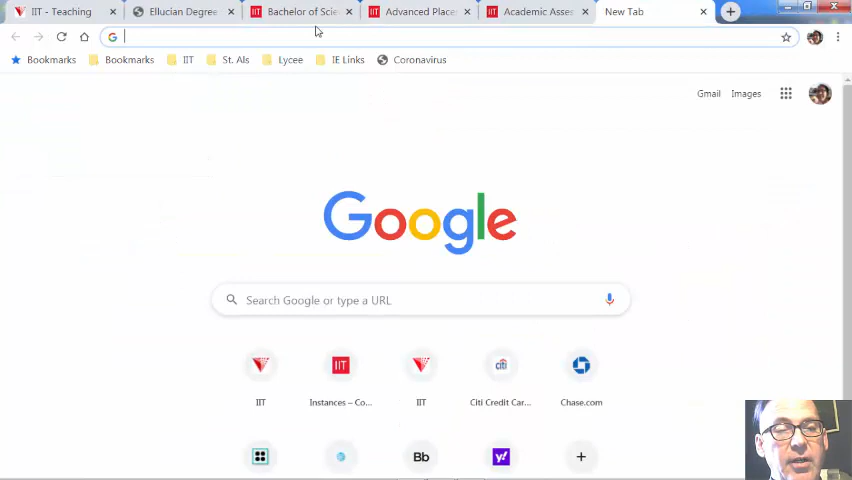 IIT - Teaching
Ellucian Degree
Bachelor of Scie
Advanced Place
Academic Asses
New Tab
Bookmarks
Bookmarks
IIT
St. Als
Lycee
IE Links
Coronavirus
Gmail
Images
Google
Search Google or type a URL
IIT
IIT
Instances – Co...
IIT
citi
Citi Credit Car...
Chase.com
Bb
y!